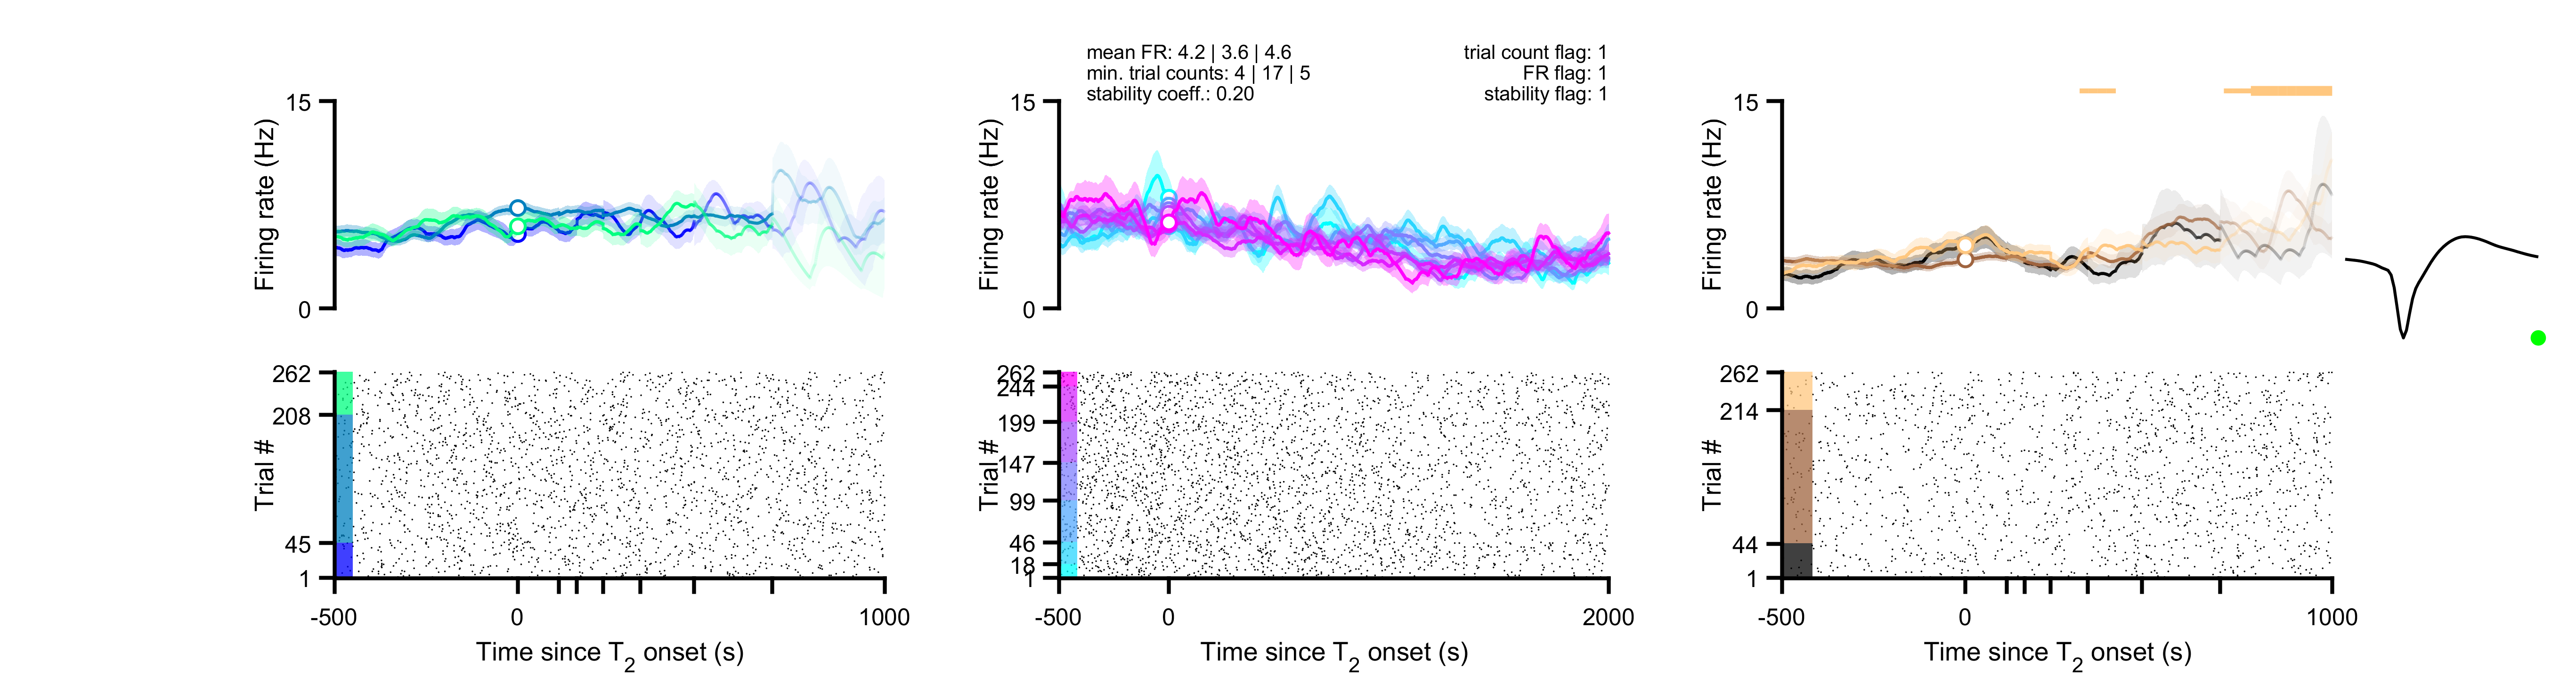 mean FR: 4.2 | 3.6 | 4.6
min. trial counts: 4 | 17 | 5
stability coeff.: 0.20
trial count flag: 1
FR flag: 1
stability flag: 1
Firing rate (Hz)
15
0
Firing rate (Hz)
15
0
Firing rate (Hz)
15
0
Trial #
262
208
45
1
-500
0
1000
Time since T2 onset (s)
Trial #
262
244
199
147
99
46
18
1
-500
0
2000
Time since T2 onset (s)
Trial #
262
214
44
1
-500
0
1000
Time since T2 onset (s)